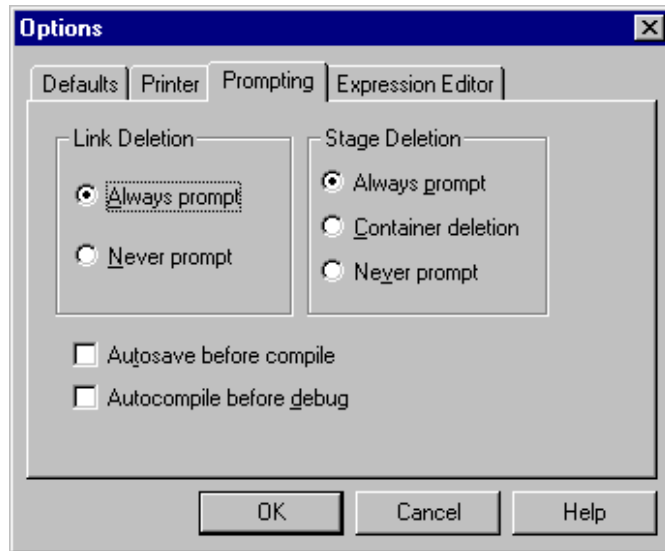 Options
Defaults Printer Prompting Expression Editor
Link Deletion
Always prompt
Never prompt
Stage Deletion
Always prompt
Container deletion
Never prompt
Autosave before compile
Autocompile before debug
OK Cancel Help